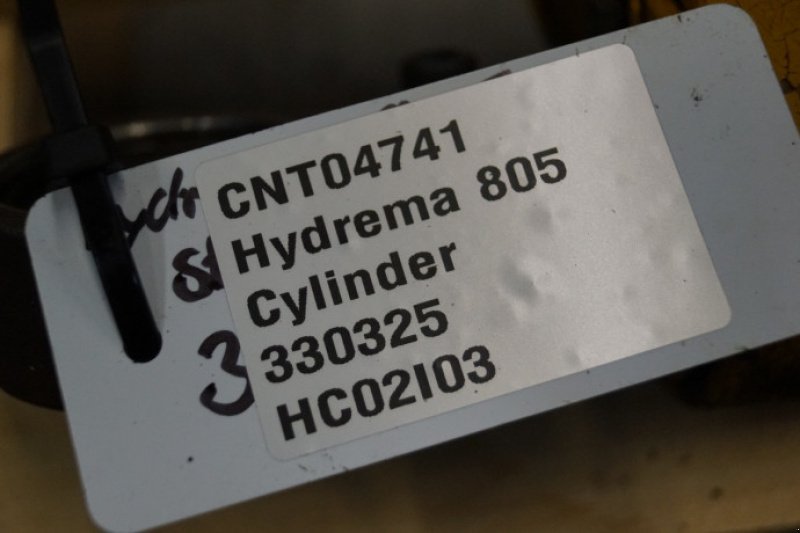 CNT04741
Hydrema 805
Cylinder
330325
HC02I03